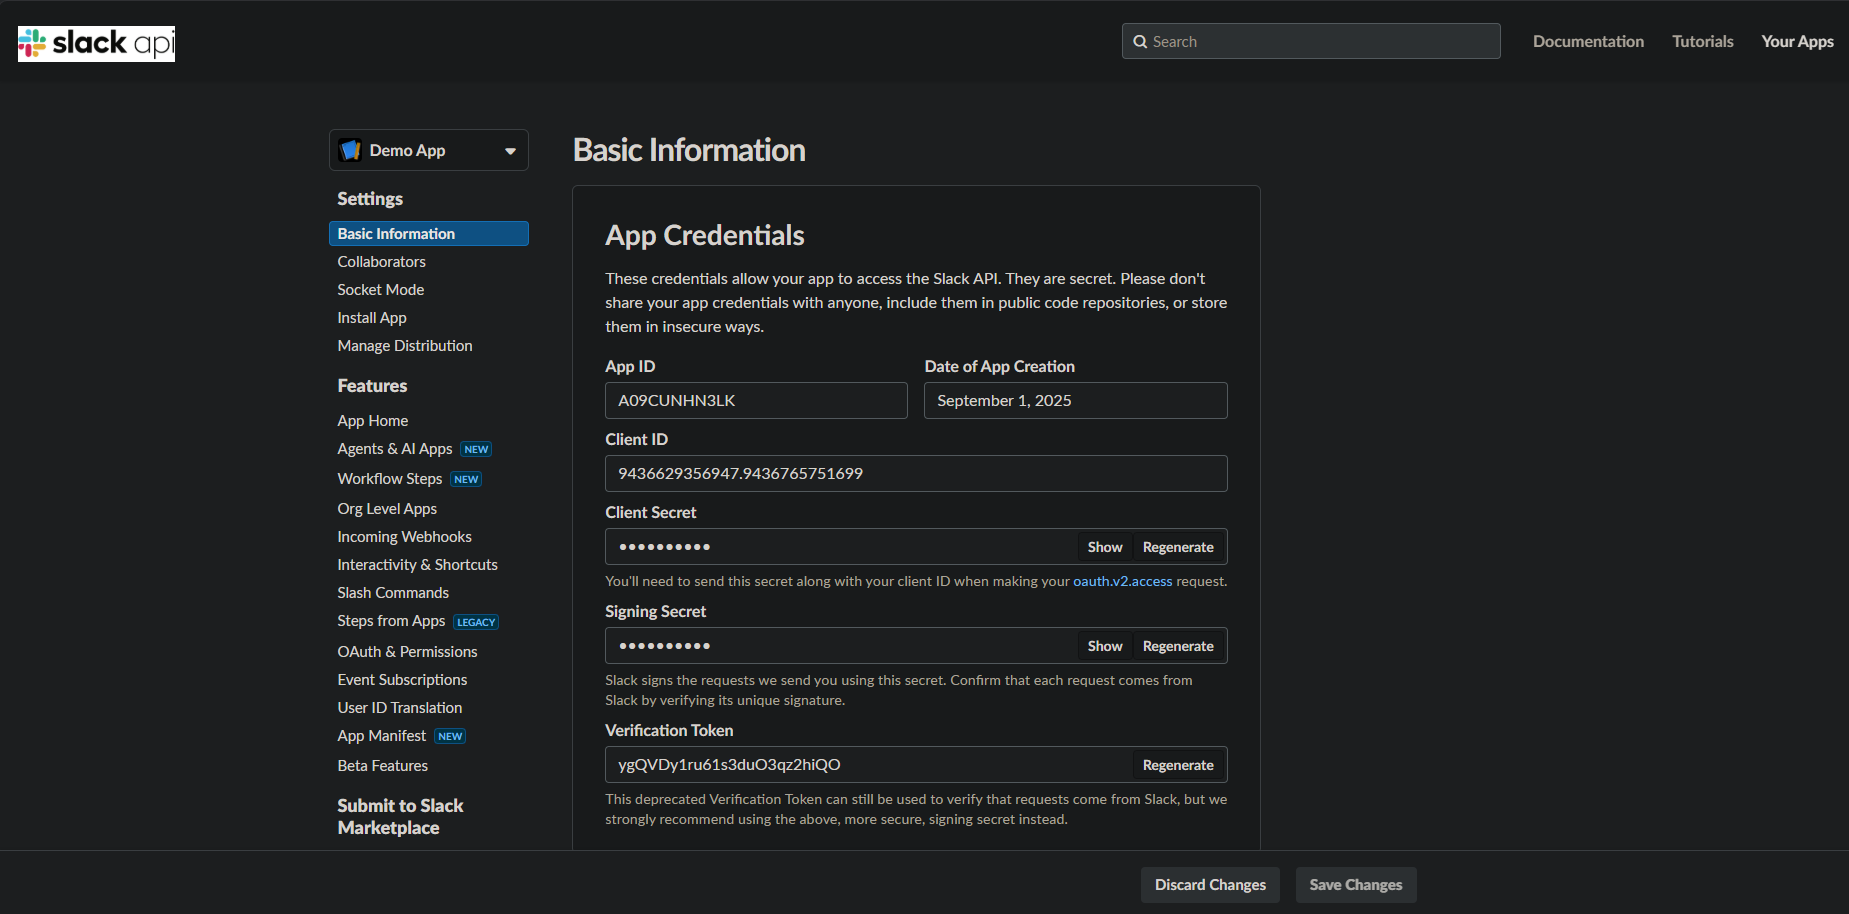 slack api
Search
Documentation
Tutorials
Your Apps
Demo App
Settings
Basic Information
Collaborators
Socket Mode
Install App
Manage Distribution
Features
App Home
Agents & AI Apps NEW
Workflow Steps NEW
Org Level Apps
Incoming Webhooks
Interactivity & Shortcuts
Slash Commands
Steps from Apps LEGACY
OAuth & Permissions
Event Subscriptions
User ID Translation
App Manifest NEW
Beta Features
Submit to Slack
Marketplace
Basic Information
App Credentials
These credentials allow your app to access the Slack API. They are secret. Please don't
share your app credentials with anyone, include them in public code repositories, or store
them in insecure ways.
App ID
A09CUNHN3LK
Date of App Creation
September 1, 2025
Client ID
9436629356947.9436765751699
Client Secret
•••••••••• Show Regenerate
You'll need to send this secret along with your client ID when making your oauth.v2.access request.
Signing Secret
•••••••••• Show Regenerate
Slack signs the requests we send you using this secret. Confirm that each request comes from
Slack by verifying its unique signature.
Verification Token
ygQVDy1ru61s3duO3qz2hiQO Regenerate
This deprecated Verification Token can still be used to verify that requests come from Slack, but we
strongly recommend using the above, more secure, signing secret instead.
Discard Changes
Save Changes